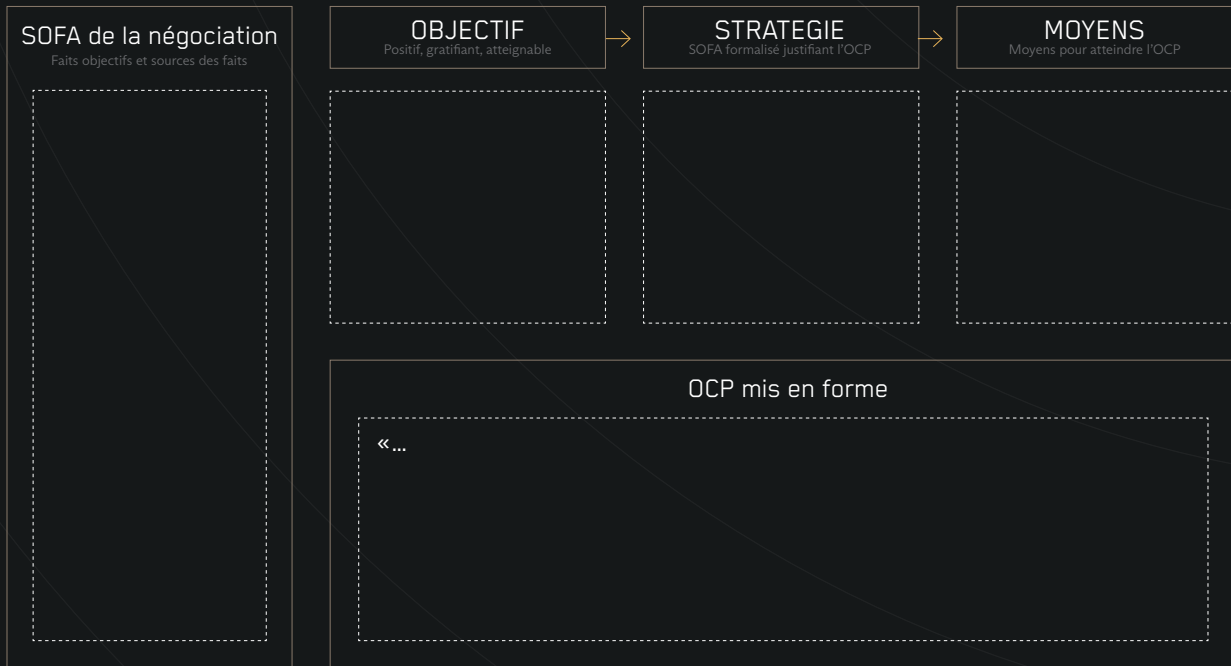 SOFA de la négociation
Faits objectifs et sources des faits
OBJECTIF
Positif, gratifiant, atteignable
STRATEGIE
SOFA formalisé justifiant l'OCP
MOYENS
Moyens pour atteindre l'OCP
OCP mis en forme
«...